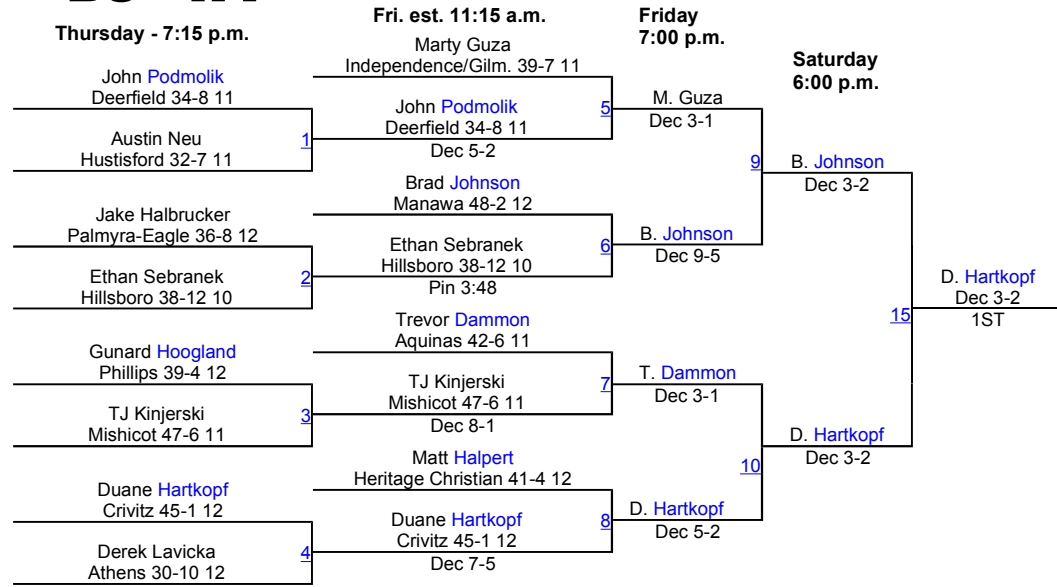 Thursday - 7:15 p.m.
John Podmolik
Deerfield 34-8 11
Austin Neu
Hustisford 32-7 11
1
Jake Halbrucker
Palmyra-Eagle 36-8 12
Ethan Sebranek
Hillsboro 38-12 10
2
Gunard Hoogland
Phillips 39-4 12
TJ Kinjerski
Mishicot 47-6 11
3
Duane Hartkopf
Crivitz 45-1 12
Derek Lavicka
Athens 30-10 12
4
Fri. est. 11:15 a.m.
Marty Guza
Independence/Gilm. 39-7 11
John Podmolik
Deerfield 34-8 11
Dec 5-2
5
Brad Johnson
Manawa 48-2 12
Ethan Sebranek
Hillsboro 38-12 10
Pin 3:48
6
Trevor Dammon
Aquinas 42-6 11
TJ Kinjerski
Mishicot 47-6 11
Dec 8-1
7
Matt Halpert
Heritage Christian 41-4 12
Duane Hartkopf
Crivitz 45-1 12
Dec 7-5
8
Friday
7:00 p.m.
M. Guza
Dec 3-1
9
B. Johnson
Dec 9-5
T. Dammon
Dec 3-1
10
D. Hartkopf
Dec 5-2
Saturday
6:00 p.m.
B. Johnson
Dec 3-2
15
D. Hartkopf
Dec 3-2
D. Hartkopf
Dec 3-2
1ST